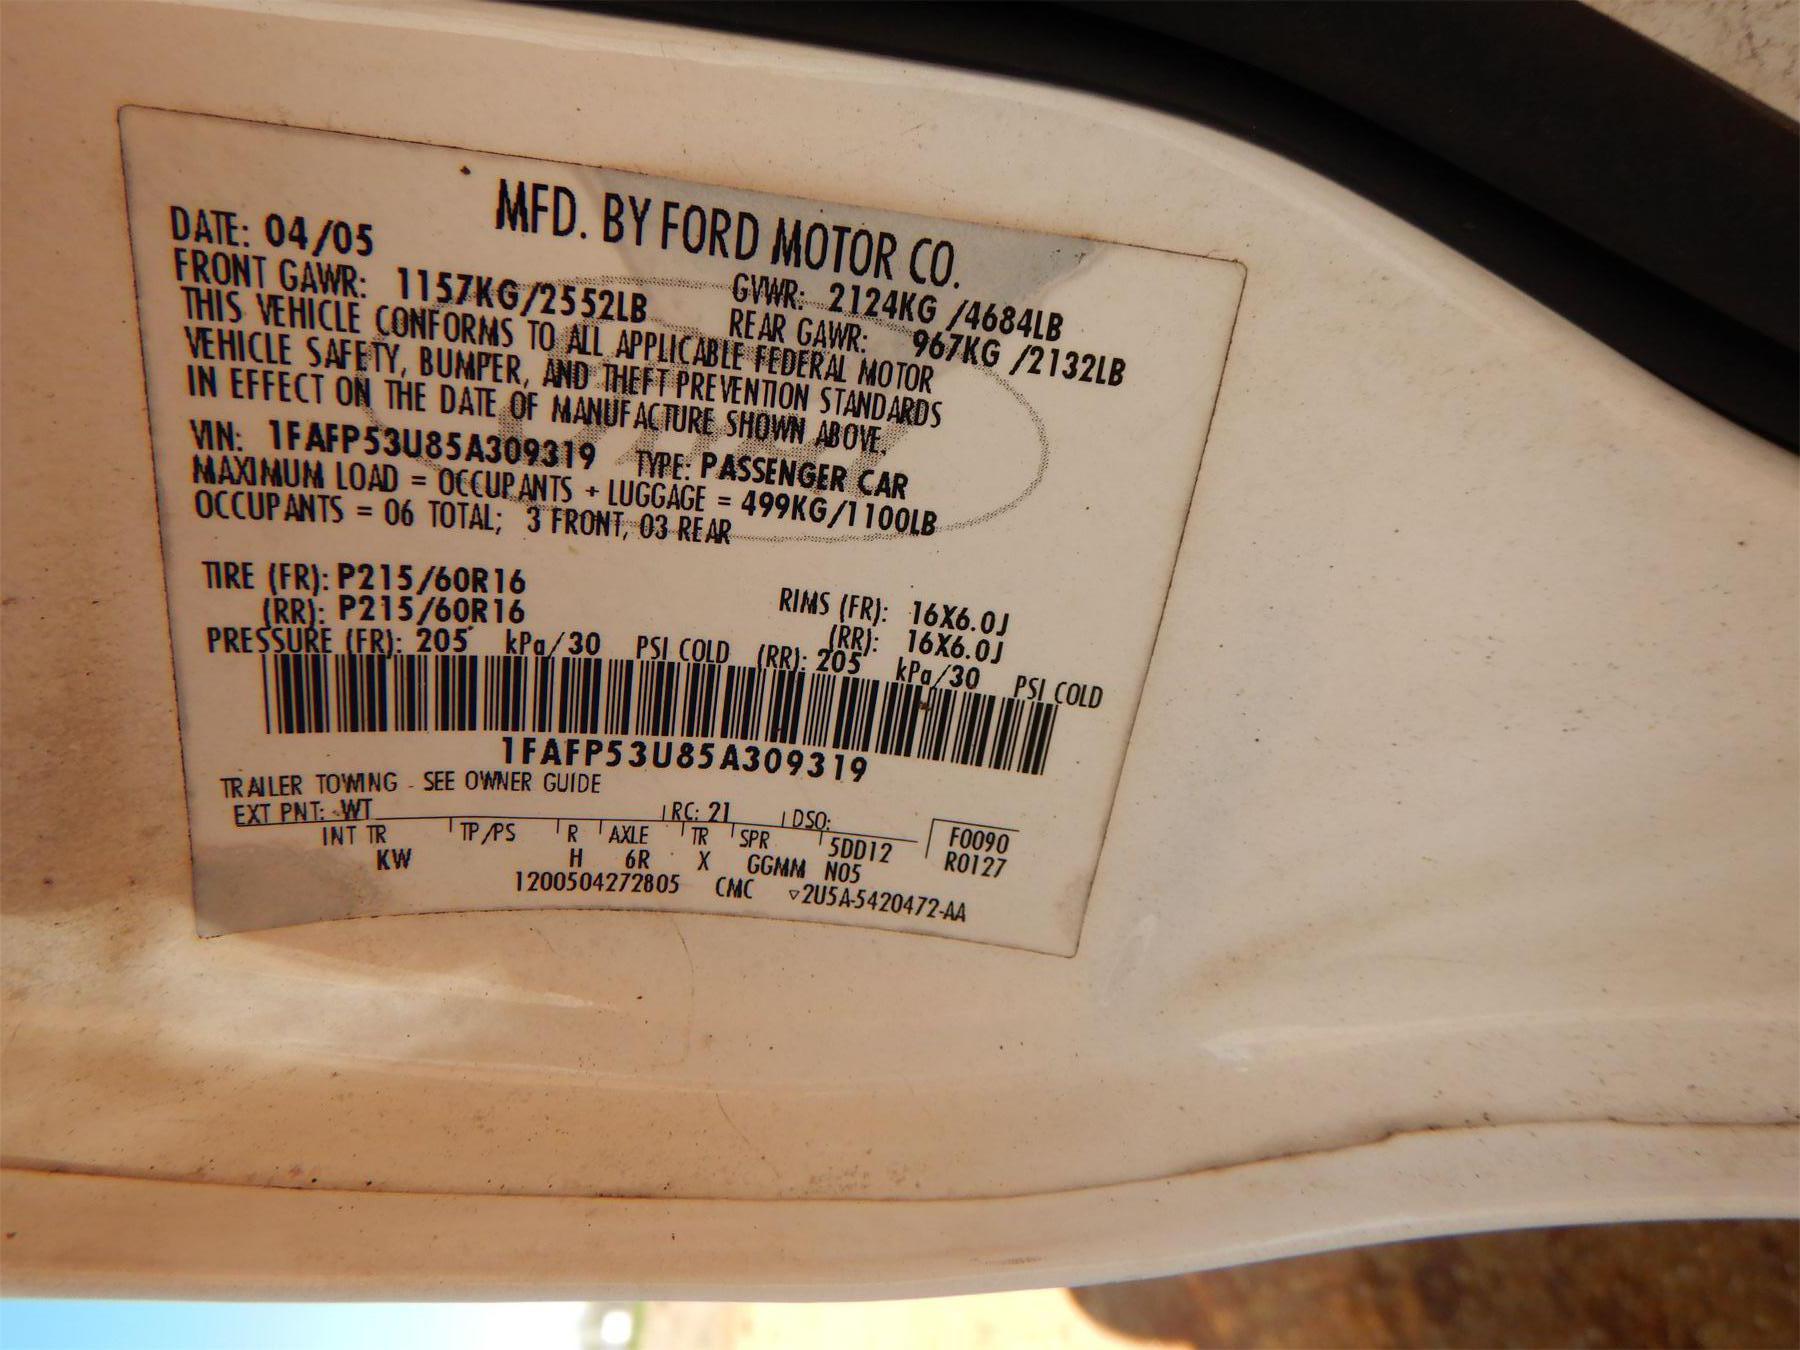 MFD. BY FORD MOTOR CO.
DATE: 04/05 GVWR: 2124KG /4684LB
FRONT GAWR: 1157KG/2552LB REAR GAWR: 967KG /2132LB
THIS VEHICLE CONFORMS TO ALL APPLICABLE FEDERAL MOTOR
VEHICLE SAFETY, BUMPER, AND THEFT PREVENTION STANDARDS
IN EFFECT ON THE DATE OF MANUFACTURE SHOWN ABOVE.
VIN: 1FAFP53U85A309319 TYPE: PASSENGER CAR
MAXIMUM LOAD = OCCUPANTS + LUGGAGE = 499KG/1100LB
OCCUPANTS = 06 TOTAL; 3 FRONT, 03 REAR
TIRE (FR): P215/60R16 RIMS (FR): 16X6.0J
(RR): P215/60R16 (RR): 16X6.0J
PRESSURE (FR): 205 kPa/30 PSI COLD (RR): 205 kPa/30 PSI COLD
1FAFP53U85A309319
TRAILER TOWING - SEE OWNER GUIDE
EXT PNT: WT RC: 21 DSO: F0090
INT TR TP/PS R AXLE TR SPR 5DD12 R0127
KW H 6R X GGMM N05
1200504272805 CMC ▽2U5A-5420472-AA